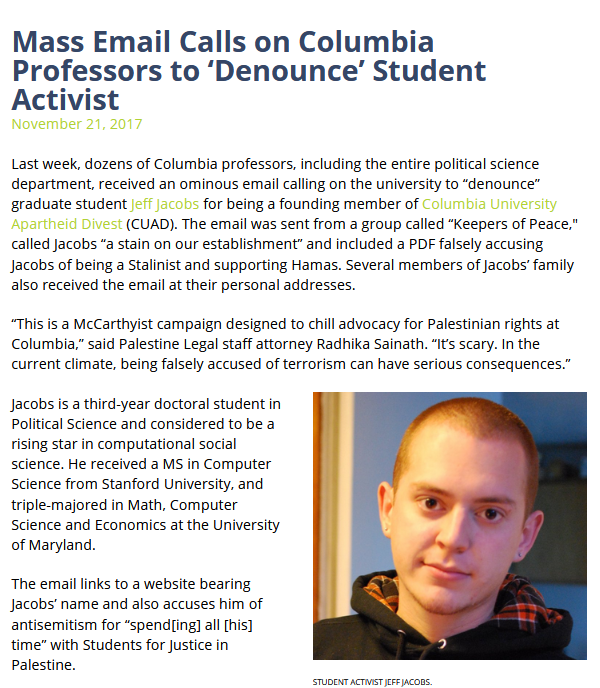 Mass Email Calls on Columbia
Professors to ‘Denounce’ Student
Activist
November 21, 2017
Last week, dozens of Columbia professors, including the entire political science
department, received an ominous email calling on the university to “denounce”
graduate student Jeff Jacobs for being a founding member of Columbia University
Apartheid Divest (CUAD). The email was sent from a group called “Keepers of Peace,"
called Jacobs “a stain on our establishment” and included a PDF falsely accusing
Jacobs of being a Stalinist and supporting Hamas. Several members of Jacobs’ family
also received the email at their personal addresses.
“This is a McCarthyist campaign designed to chill advocacy for Palestinian rights at
Columbia,” said Palestine Legal staff attorney Radhika Sainath. “It’s scary. In the
current climate, being falsely accused of terrorism can have serious consequences.”
Jacobs is a third-year doctoral student in
Political Science and considered to be a
rising star in computational social
science. He received a MS in Computer
Science from Stanford University, and
triple-majored in Math, Computer
Science and Economics at the University
of Maryland.
The email links to a website bearing
Jacobs’ name and also accuses him of
antisemitism for “spend[ing] all [his]
time” with Students for Justice in
Palestine.
STUDENT ACTIVIST JEFF JACOBS.